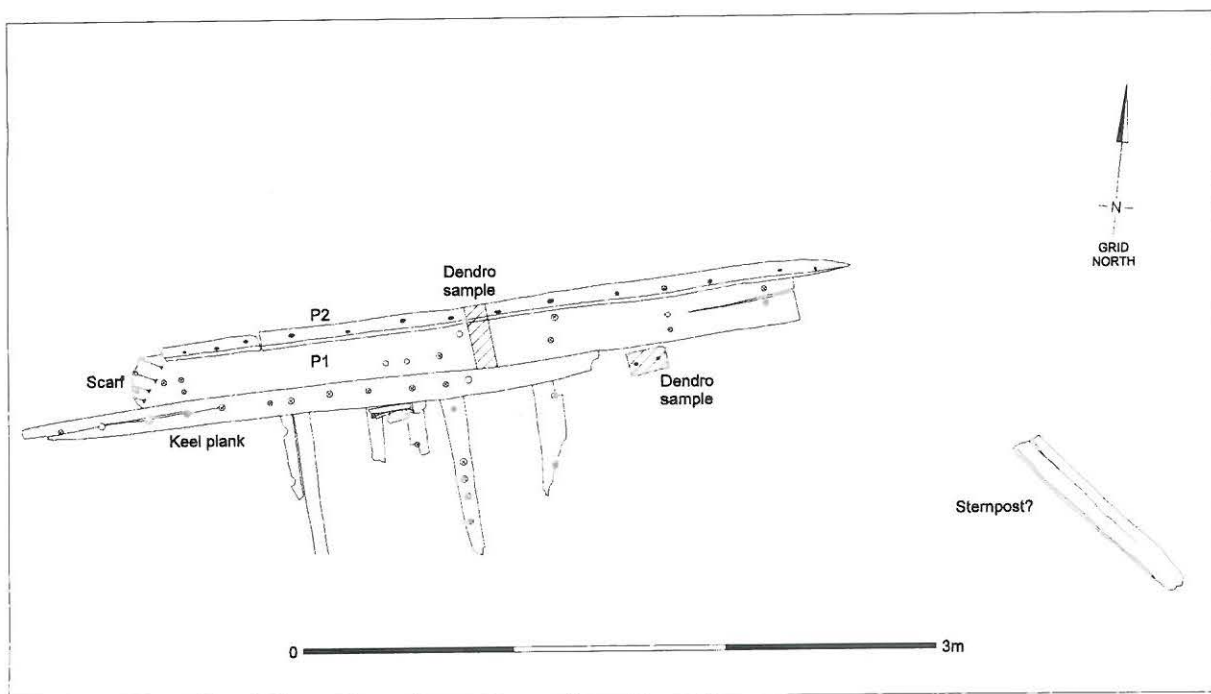 N
GRID
NORTH
Dendro
sample
P2
P1
Scarf
Dendro
sample
Keel plank
Sternpost?
0
3m